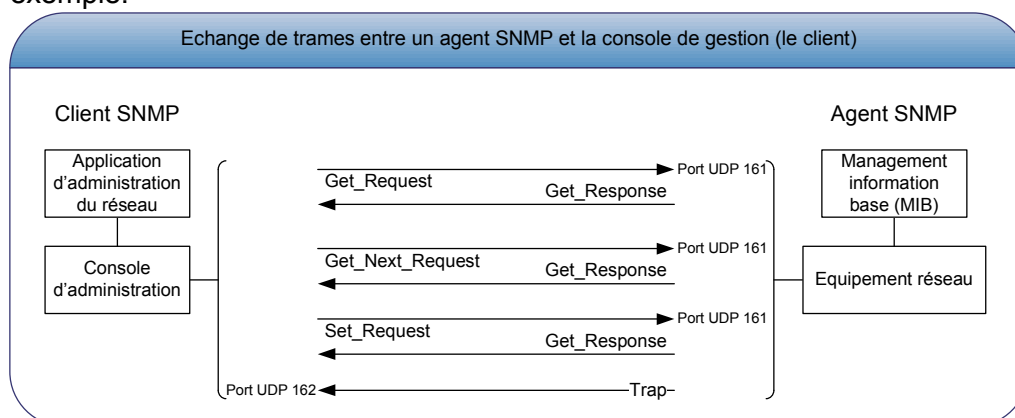 exemple:
Echange de trames entre un agent SNMP et la console de gestion (le client)
Client SNMP
Agent SNMP
Application
d'administration
du réseau
Console
d'administration
Get_Request
Port UDP 161
Get_Response
Get_Next_Request
Port UDP 161
Get_Response
Set_Request
Port UDP 161
Get_Response
Port UDP 162
Trap
Management
information
base (MIB)
Equipement réseau